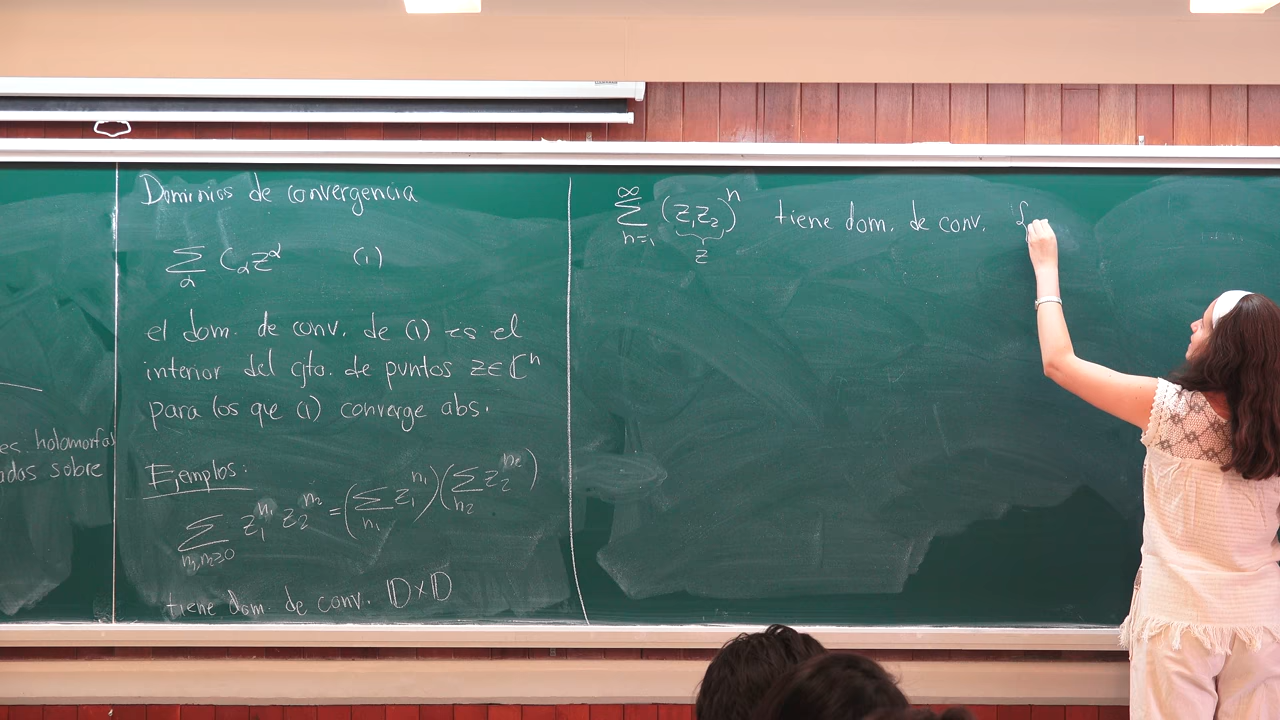 es holomorfa
adas sobre
Dominios de convergencia
∑_α C_α z^α (1)
el dom. de conv. de (1) es el
interior del cjto. de puntos z∈ℂ^n
para los que (1) converge abs.
Ejemplos:
∑_{n₁,n₂≥0} z₁^{n₁} z₂^{n₂} = (∑_{n₁} z₁^{n₁})(∑_{n₂} z₂^{n₂})
tiene dom. de conv. 𝔻×𝔻
∑_{n=1}^∞ (z₁z₂)^n tiene dom. de conv. {
z